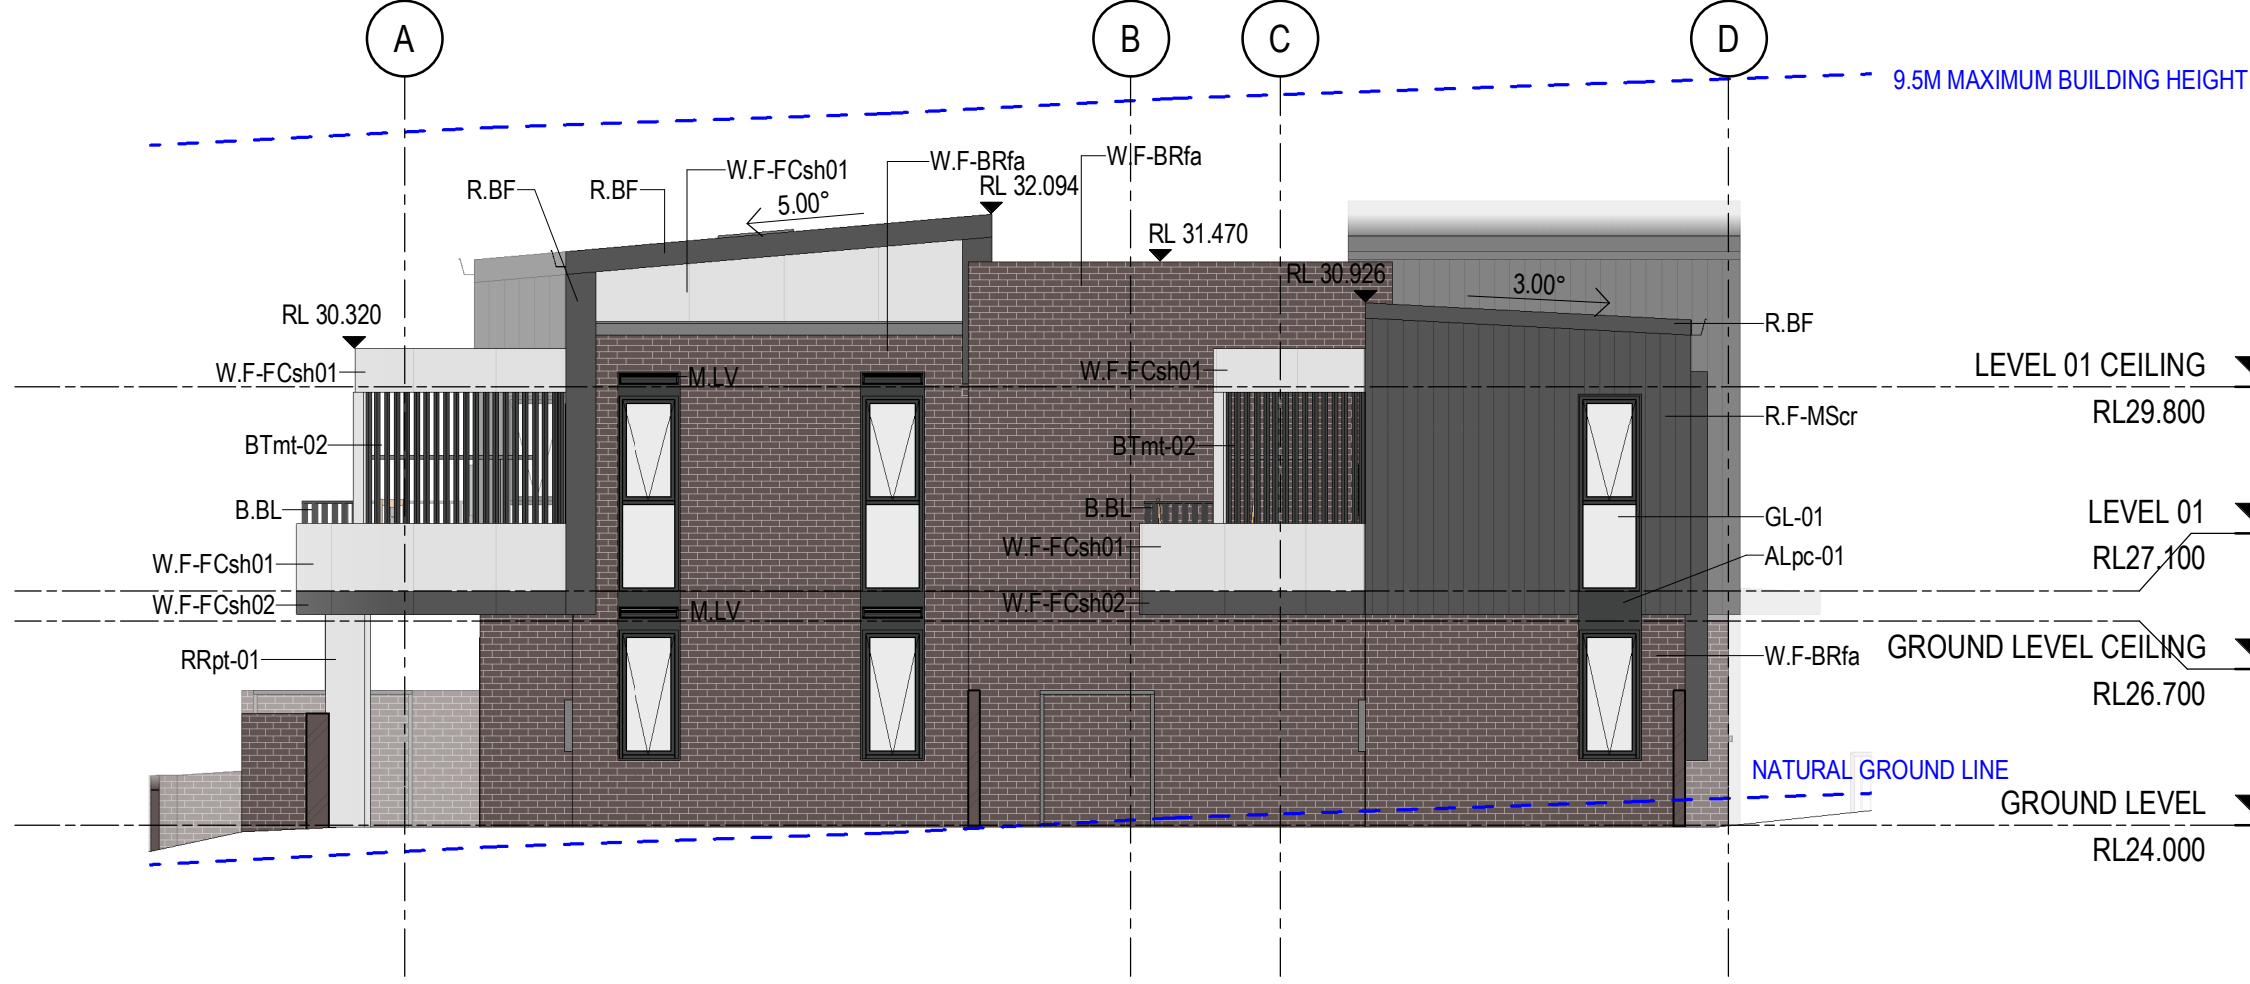 A
B
C
D
9.5M MAXIMUM BUILDING HEIGHT
W.F-FCsh01
W.F-BRfa
W.F-BRfa
R.BF
R.BF
RL 32.094
5.00°
RL 31.470
RL 30.926
3.00°
RL 30.320
R.BF
W.F-FCsh01
M.LV
W.F-FCsh01
LEVEL 01 CEILING
RL29.800
R.F-MScr
BTmt-02
BTmt-02
B.BL
B.BL
GL-01
LEVEL 01
RL27.100
W.F-FCsh01
W.F-FCsh01
ALpc-01
W.F-FCsh02
M.LV
W.F-FCsh02
RRpt-01
W.F-BRfa
GROUND LEVEL CEILING
RL26.700
NATURAL GROUND LINE
GROUND LEVEL
RL24.000